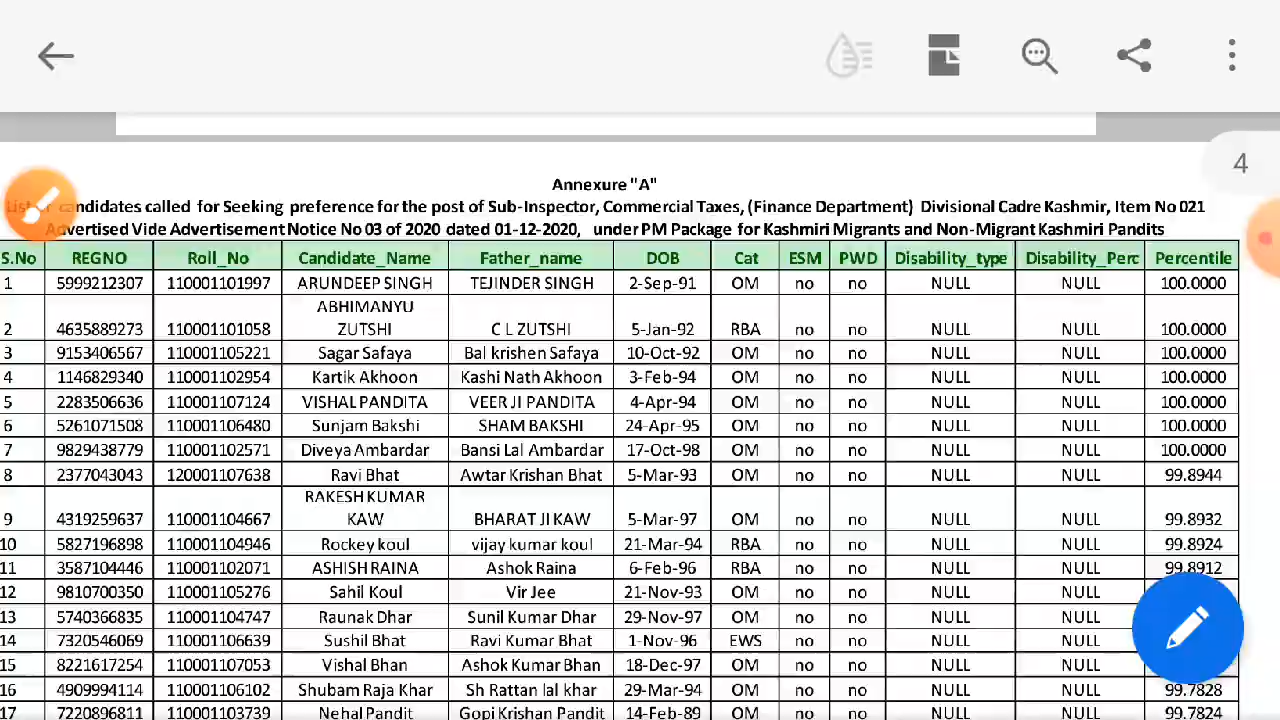 4
Annexure "A"
List candidates called for Seeking preference for the post of Sub-Inspector, Commercial Taxes, (Finance Department) Divisional Cadre Kashmir, Item No 021
Advertised Vide Advertisement Notice No 03 of 2020 dated 01-12-2020, under PM Package for Kashmiri Migrants and Non-Migrant Kashmiri Pandits
S.No REGNO Roll_No Candidate_Name Father_name DOB Cat ESM PWD Disability_type Disability_Perc Percentile
1 5999212307 110001101997 ARUNDEEP SINGH TEJINDER SINGH 2-Sep-91 OM no no NULL NULL 100.0000
ABHIMANYU
2 4635889273 110001101058 ZUTSHI C L ZUTSHI 5-Jan-92 RBA no no NULL NULL 100.0000
3 9153406567 110001105221 Sagar Safaya Bal krishen Safaya 10-Oct-92 OM no no NULL NULL 100.0000
4 1146829340 110001102954 Kartik Akhoon Kashi Nath Akhoon 3-Feb-94 OM no no NULL NULL 100.0000
5 2283506636 110001107124 VISHAL PANDITA VEER JI PANDITA 4-Apr-94 OM no no NULL NULL 100.0000
6 5261071508 110001106480 Sunjam Bakshi SHAM BAKSHI 24-Apr-95 OM no no NULL NULL 100.0000
7 9829438779 110001102571 Diveya Ambardar Bansi Lal Ambardar 17-Oct-98 OM no no NULL NULL 100.0000
8 2377043043 120001107638 Ravi Bhat Awtar Krishan Bhat 5-Mar-93 OM no no NULL NULL 99.8944
RAKESH KUMAR
9 4319259637 110001104667 KAW BHARAT JI KAW 5-Mar-97 OM no no NULL NULL 99.8932
10 5827196898 110001104946 Rockey koul vijay kumar koul 21-Mar-94 RBA no no NULL NULL 99.8924
11 3587104446 110001102071 ASHISH RAINA Ashok Raina 6-Feb-96 RBA no no NULL NULL 99.8912
12 9810700350 110001105276 Sahil Koul Vir Jee 21-Nov-93 OM no no NULL NULL
13 5740366835 110001104747 Raunak Dhar Sunil Kumar Dhar 29-Nov-97 OM no no NULL NULL
14 7320546069 110001106639 Sushil Bhat Ravi Kumar Bhat 1-Nov-96 EWS no no NULL NULL
15 8221617254 110001107053 Vishal Bhan Ashok Kumar Bhan 18-Dec-97 OM no no NULL NULL
16 4909994114 110001106102 Shubam Raja Khar Sh Rattan lal khar 29-Mar-94 OM no no NULL NULL 99.7828
17 7220896811 110001103739 Nehal Pandit Gopi Krishan Pandit 14-Feb-89 OM no no NULL NULL 99.7824